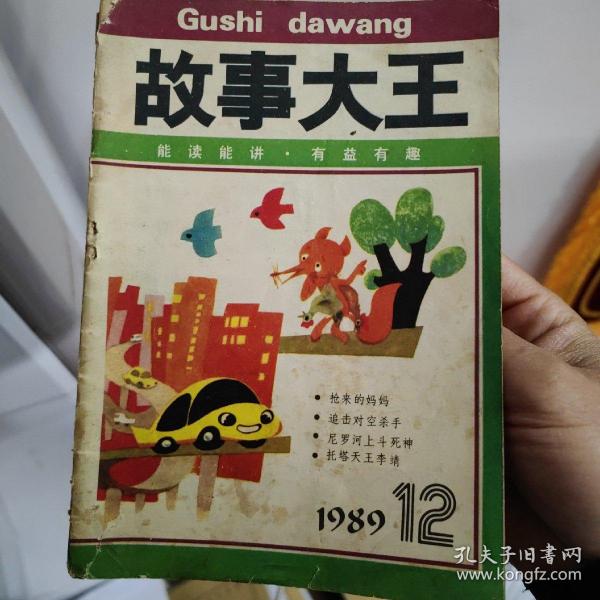 Gushi dawang
故事大王
能读能讲·有益有趣
• 抢来的妈妈
• 追击对空杀手
• 尼罗河上斗死神
• 托塔天王李靖
1989 12
孔夫子旧书网
www.kongfz.com